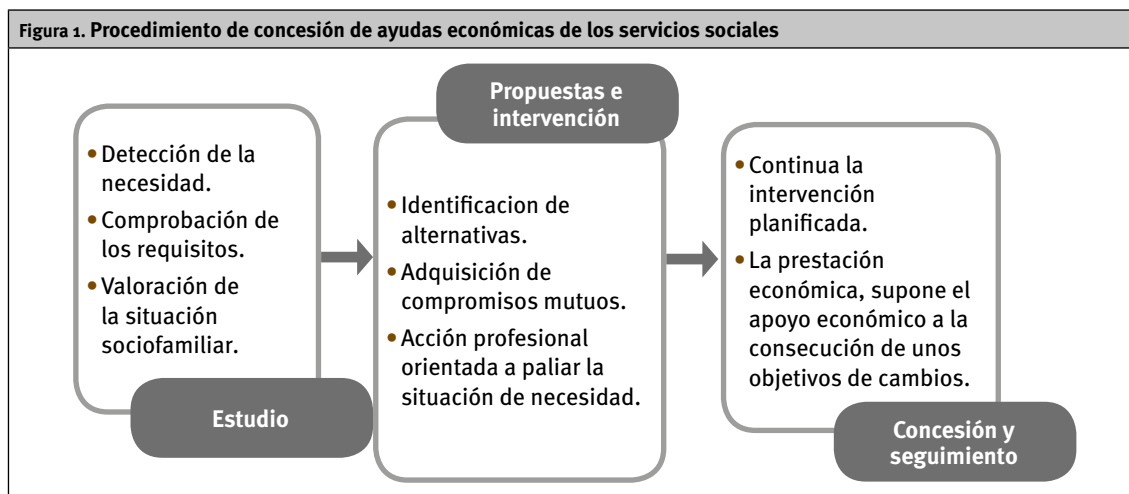 Figura 1. Procedimiento de concesión de ayudas económicas de los servicios sociales
• Detección de la
necesidad.
• Comprobación de
los requisitos.
• Valoración de
la situación
sociofamiliar.
Estudio
Propuestas e
intervención
• Identificacion de
alternativas.
• Adquisición de
compromisos mutuos.
• Acción profesional
orientada a paliar la
situación de necesidad.
• Continua la
intervención
planificada.
• La prestación
económica, supone el
apoyo económico a la
consecución de unos
objetivos de cambios.
Concesión y
seguimiento